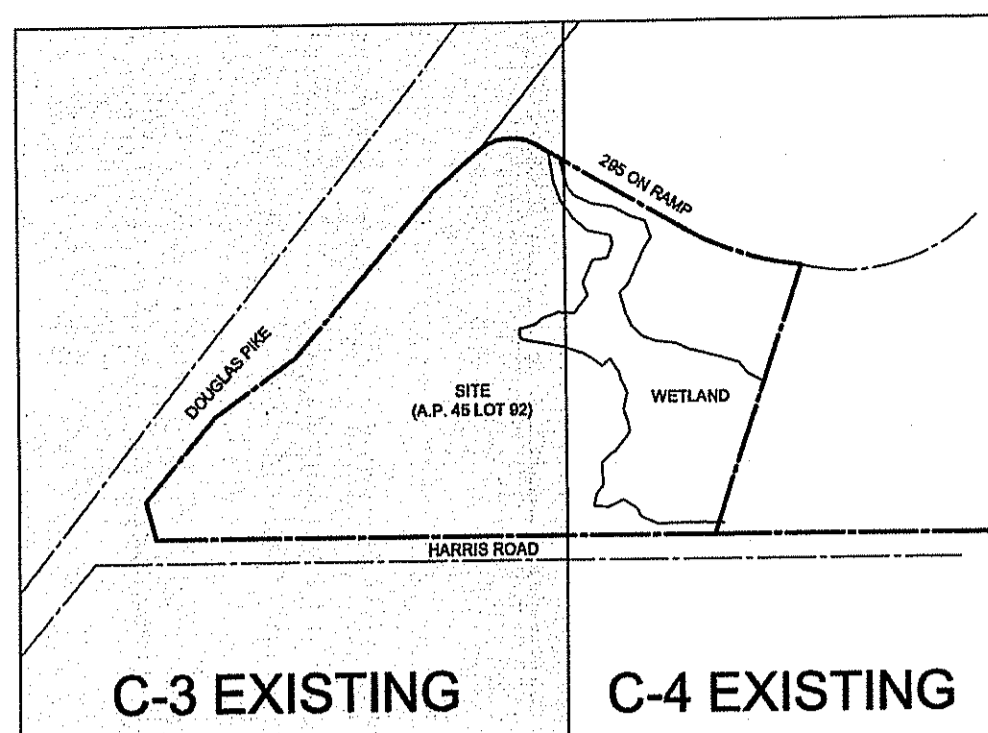 295 ON RAMP
DOUGLAS PIKE
SITE
(A.P. 45 LOT 92)
WETLAND
HARRIS ROAD
C-3 EXISTING
C-4 EXISTING